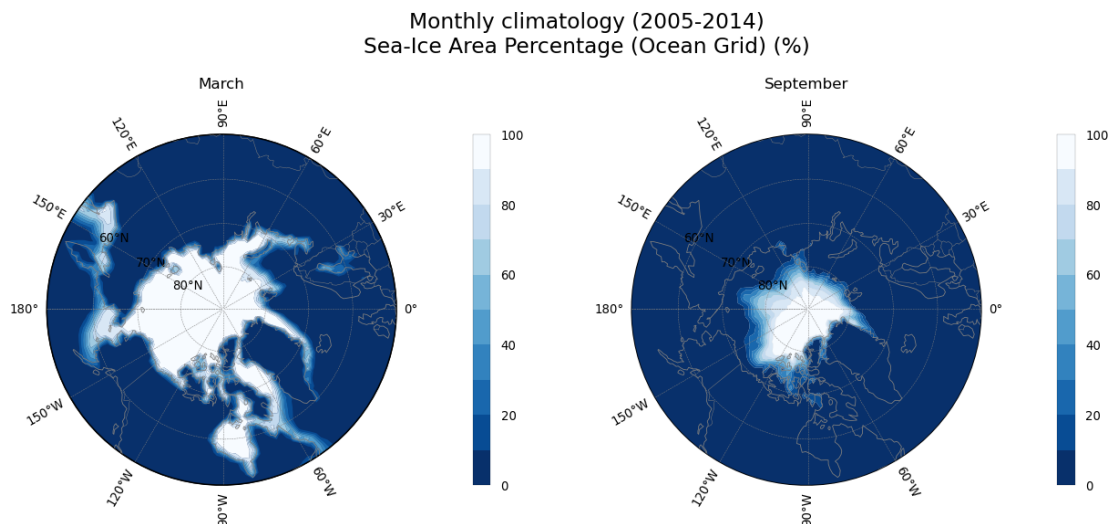 Monthly climatology (2005-2014)
Sea-Ice Area Percentage (Ocean Grid) (%)
March
90°E
120°E
60°E
150°E
30°E
60°N
70°N
80°N
180°
0°
150°W
120°W
90°W
60°W
100
80
60
40
20
0
September
90°E
120°E
60°E
150°E
30°E
60°N
70°N
80°N
180°
0°
150°W
120°W
90°W
60°W
100
80
60
40
20
0